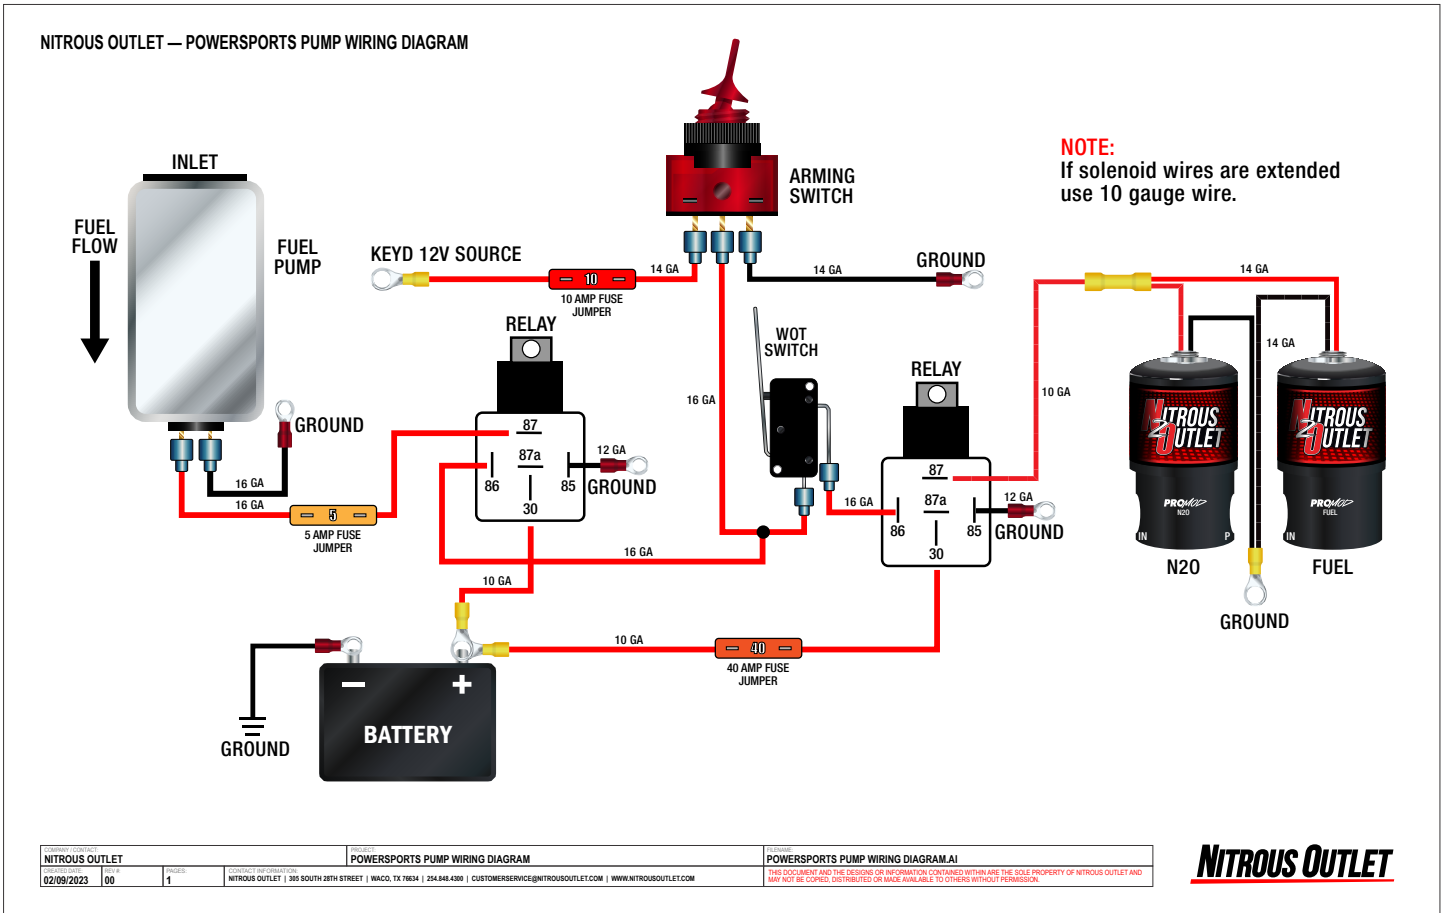 NITROUS OUTLET — POWERSPORTS PUMP WIRING DIAGRAM
INLET
FUEL
FLOW
FUEL
PUMP
KEYD 12V SOURCE
10
14 GA
10 AMP FUSE
JUMPER
ARMING
SWITCH
14 GA
GROUND
NOTE:
If solenoid wires are extended
use 10 gauge wire.
14 GA
14 GA
10 GA
RELAY
87
87a
86
85
30
12 GA
GROUND
GROUND
16 GA
16 GA
5
5 AMP FUSE
JUMPER
WOT
SWITCH
16 GA
16 GA
16 GA
RELAY
87
87a
86
85
30
12 GA
GROUND
NITROUS
2
OUTLET
PROMOD
N2O
IN
P
N2O
NITROUS
2
OUTLET
PROMOD
FUEL
IN
FUEL
GROUND
10 GA
10 GA
40
40 AMP FUSE
JUMPER
– +
BATTERY
GROUND
COMPANY / CONTACT:
NITROUS OUTLET
PROJECT:
POWERSPORTS PUMP WIRING DIAGRAM
FILENAME:
POWERSPORTS PUMP WIRING DIAGRAM.AI
CREATED DATE:
02/09/2023
REV #
00
PAGES:
1
CONTACT INFORMATION:
NITROUS OUTLET | 305 SOUTH 28TH STREET | WACO, TX 76634 | 254.848.4300 | CUSTOMERSERVICE@NITROUSOUTLET.COM | WWW.NITROUSOUTLET.COM
THIS DOCUMENT AND THE DESIGNS OR INFORMATION CONTAINED WITHIN ARE THE SOLE PROPERTY OF NITROUS OUTLET AND
MAY NOT BE COPIED, DISTRIBUTED OR MADE AVAILABLE TO OTHERS WITHOUT PERMISSION.
NITROUS OUTLET